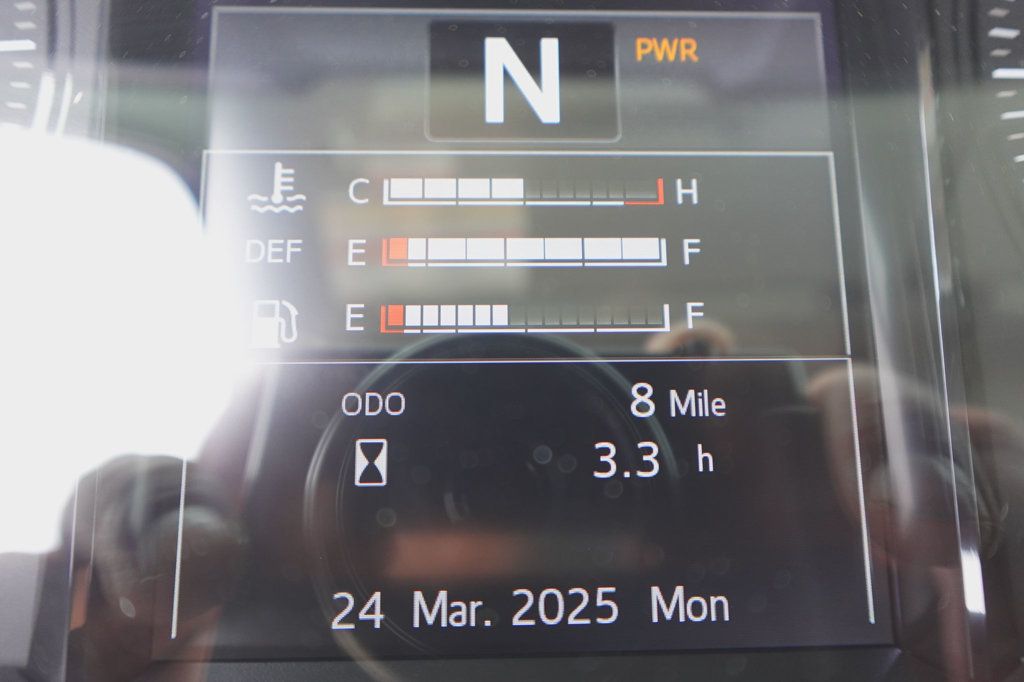 N PWR
C H
DEF E F
E F
ODO 8 Mile
3.3 h
24 Mar. 2025 Mon